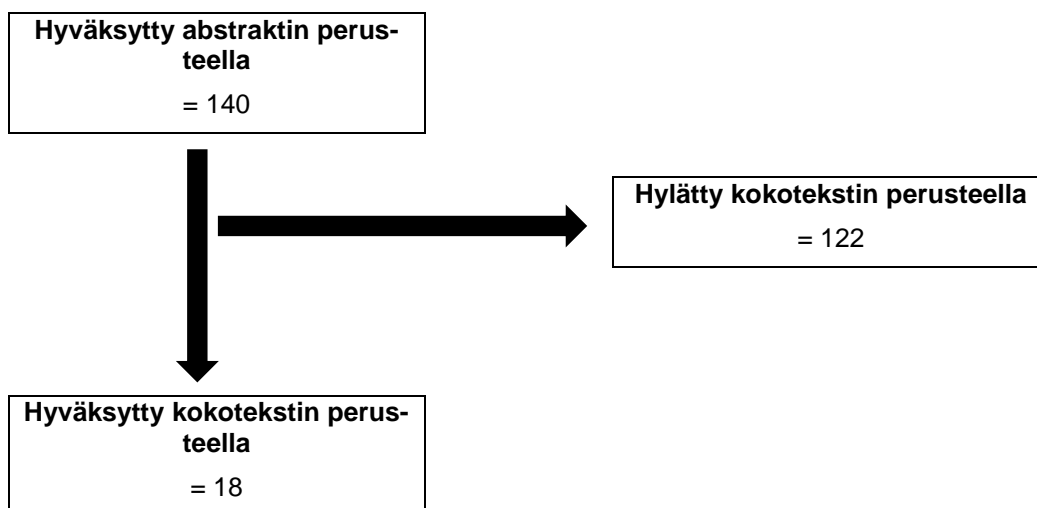 Hyväksytty abstraktin perus-
teella
= 140
Hylätty kokotekstin perusteella
= 122
Hyväksytty kokotekstin perus-
teella
= 18